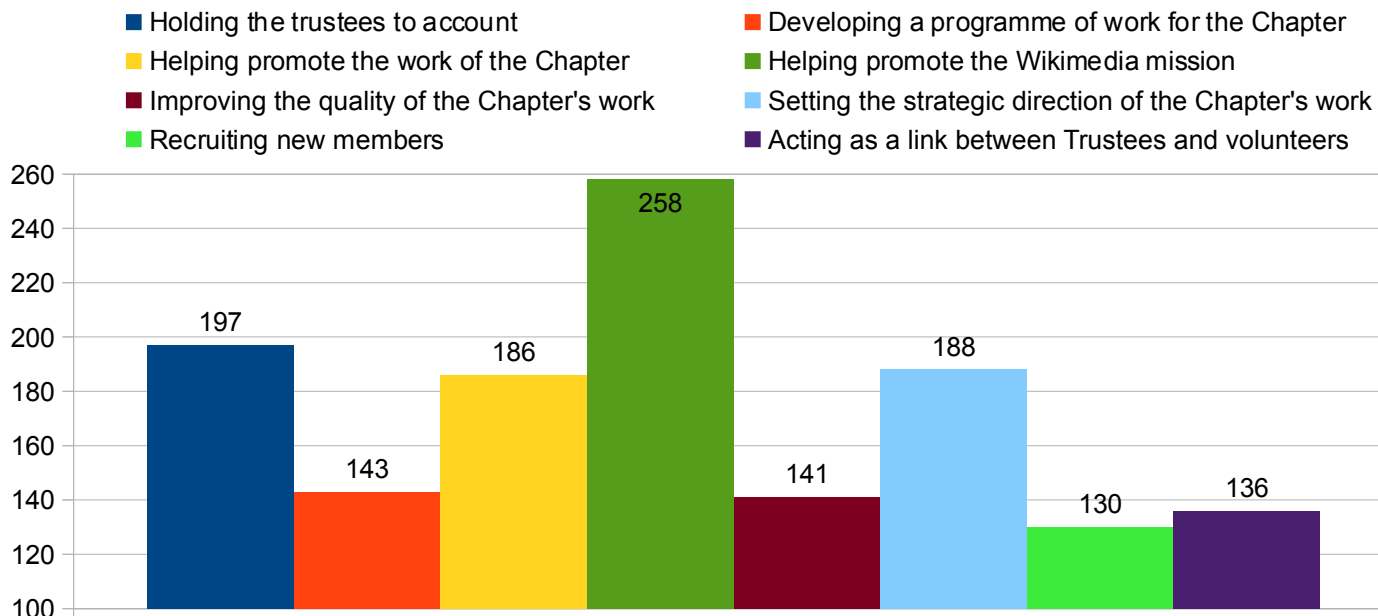 Holding the trustees to account
Developing a programme of work for the Chapter
Helping promote the work of the Chapter
Helping promote the Wikimedia mission
Improving the quality of the Chapter's work
Setting the strategic direction of the Chapter's work
Recruiting new members
Acting as a link between Trustees and volunteers
260
240
220
200
180
160
140
120
100
197
143
186
258
141
188
130
136